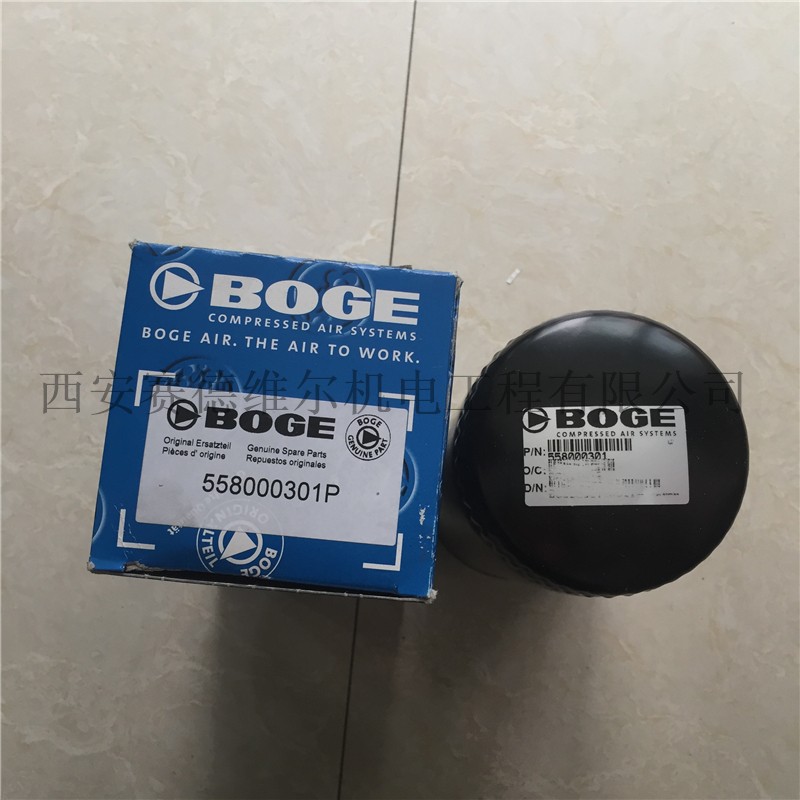 BOGE
COMPRESSED AIR SYSTEMS
BOGE AIR. THE AIR TO WORK.
西安赛德维尔机电工程有限公司
BOGE
BOGE
GENUINE PART
Original Ersatzteil
Genuine Spare Parts
Pièces d' origine
Repuestos originales
558000301P
BOGE
BOGE
COMPRESSED AIR SYSTEMS
P/N: 558000301
O/C:
D/N: